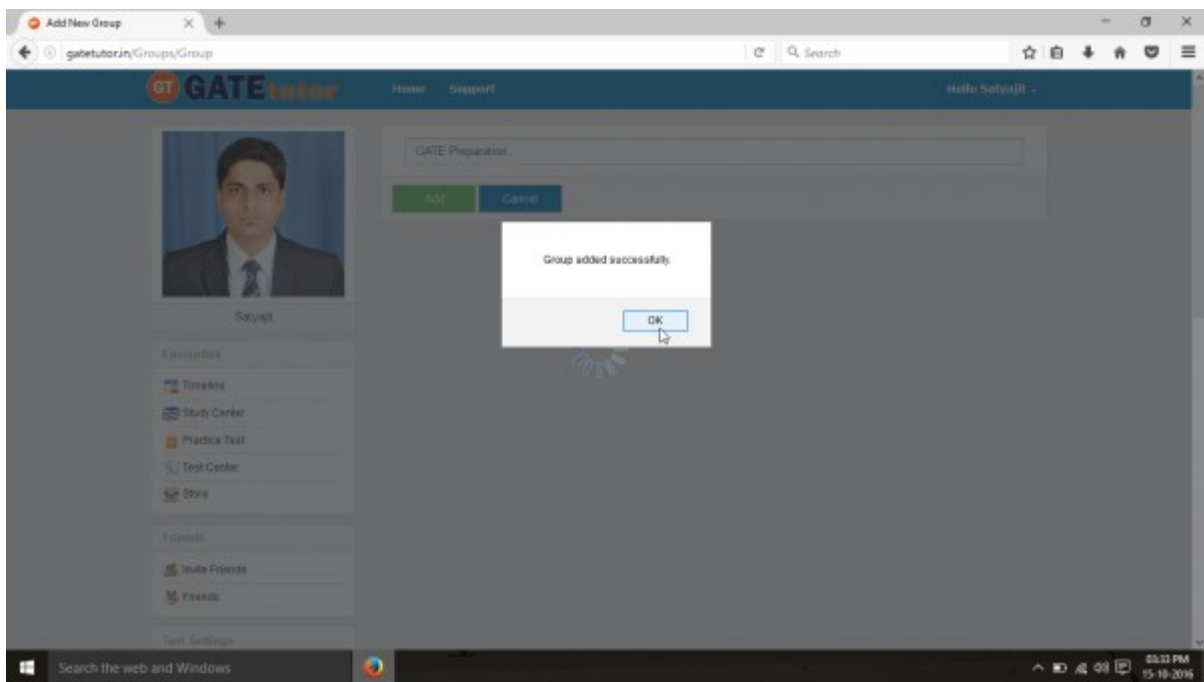 Add New Group
gatetutor.in/Groups/Group
Search
GT GATEtutor
Home Support
Hello Satyajit
GATE Preparation
Add Cancel
Group added successfully.
OK
Satyajit
Favourites
Timeline
Study Center
Practice Test
Test Center
Store
Friends
Invite Friends
Friends
Test Settings
Search the web and Windows
03:33 PM
15-10-2016